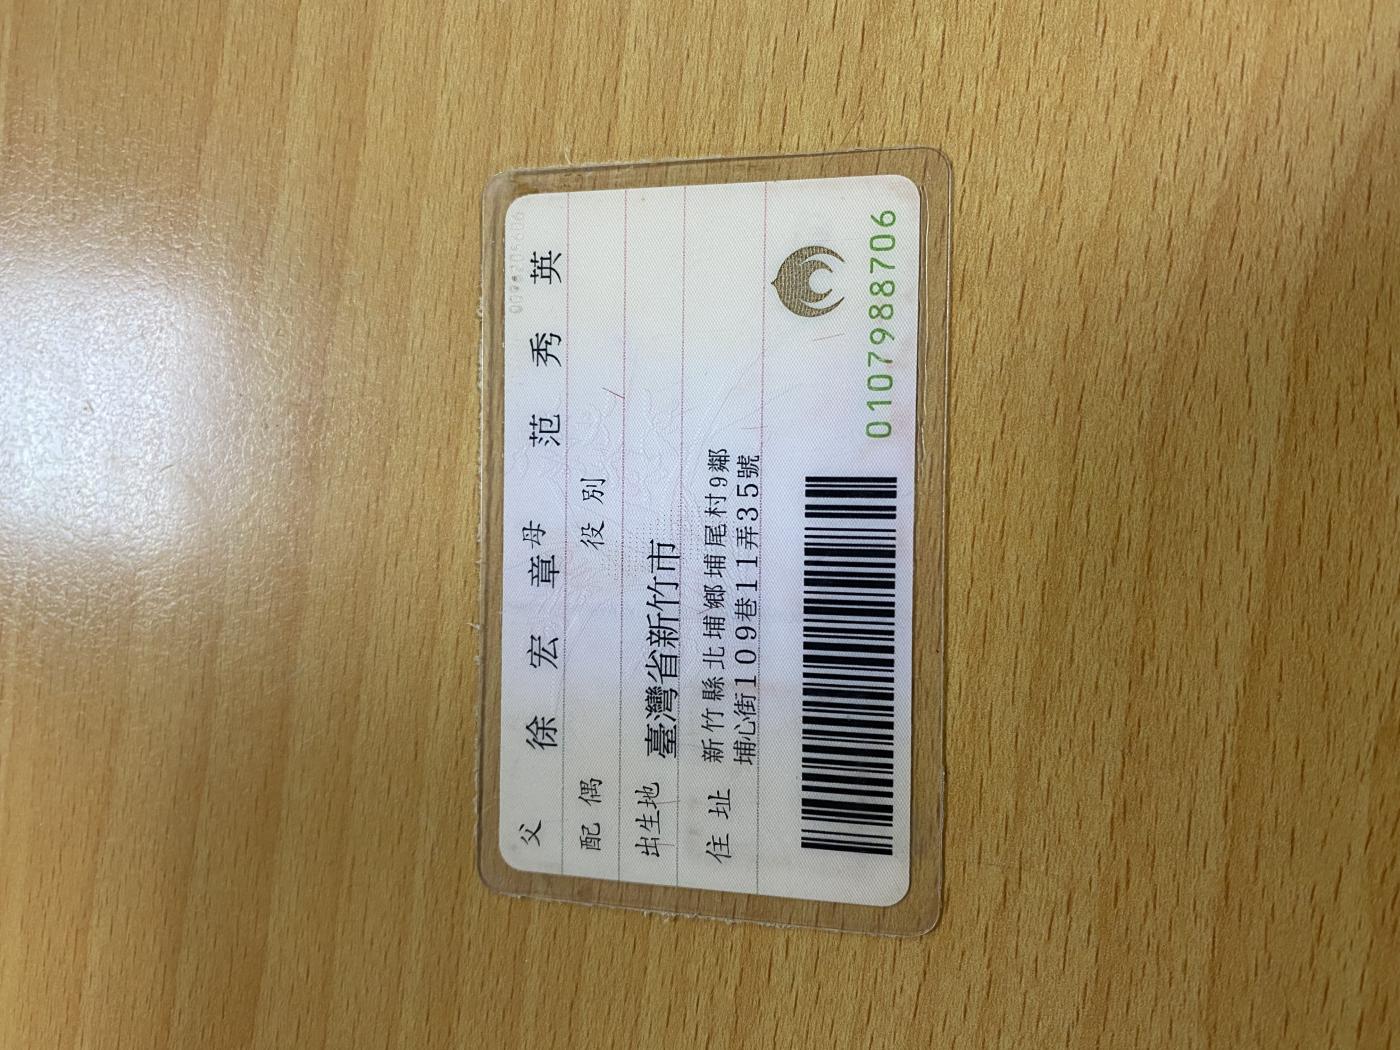 父 徐宏章 母 范秀英
配偶 役別
出生地 臺灣省新竹市
住址 新竹縣北埔鄉埔尾村9鄰
埔心街109巷11弄35號
0107988706